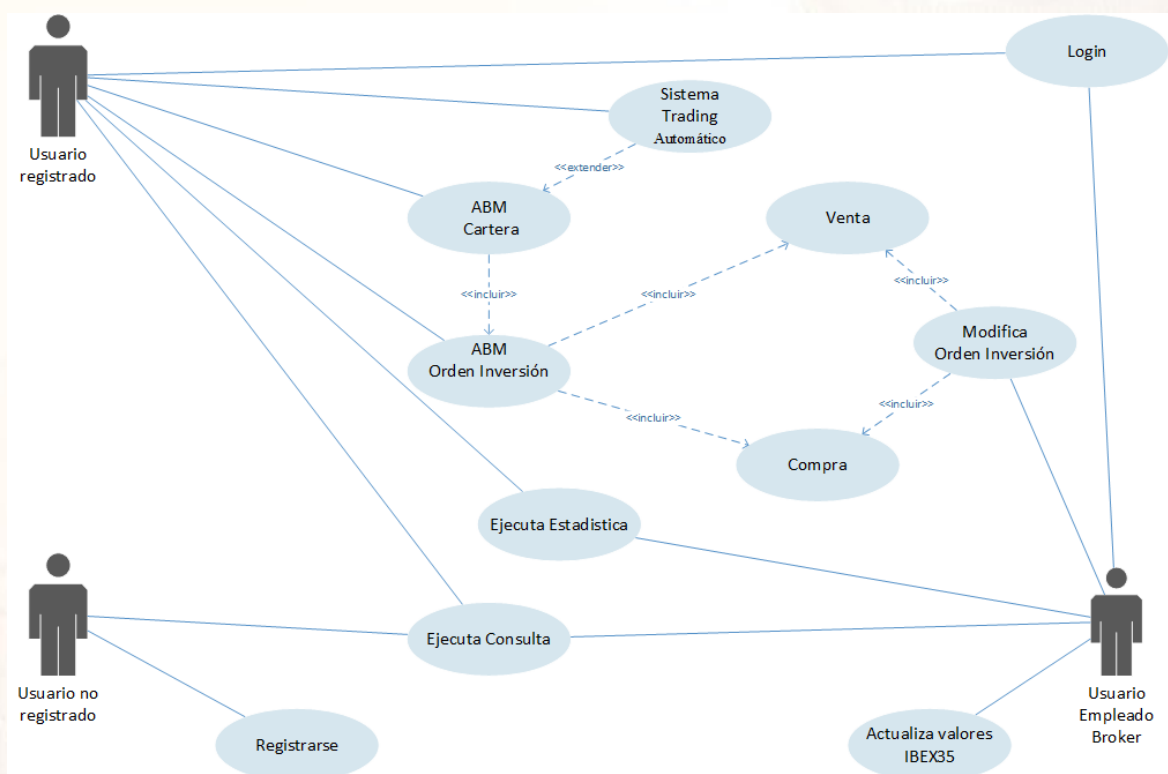 Login
Sistema
Trading
Automático
Usuario
registrado
<<extender>>
ABM
Cartera
Venta
<<incluir>>
<<incluir>>
<<incluir>>
Modifica
Orden Inversión
ABM
Orden Inversión
<<incluir>>
<<incluir>>
Compra
Ejecuta Estadistica
Ejecuta Consulta
Usuario no
registrado
Usuario
Empleado
Broker
Registrarse
Actualiza valores
IBEX35